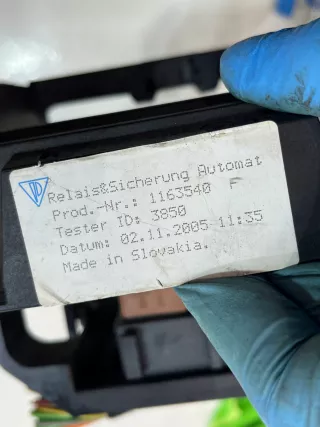 Relais&Sicherung Automat
Prod.-Nr.: 1163540 F
Tester ID: 3850
Datum: 02.11.2005 11:35
Made in Slovakia.